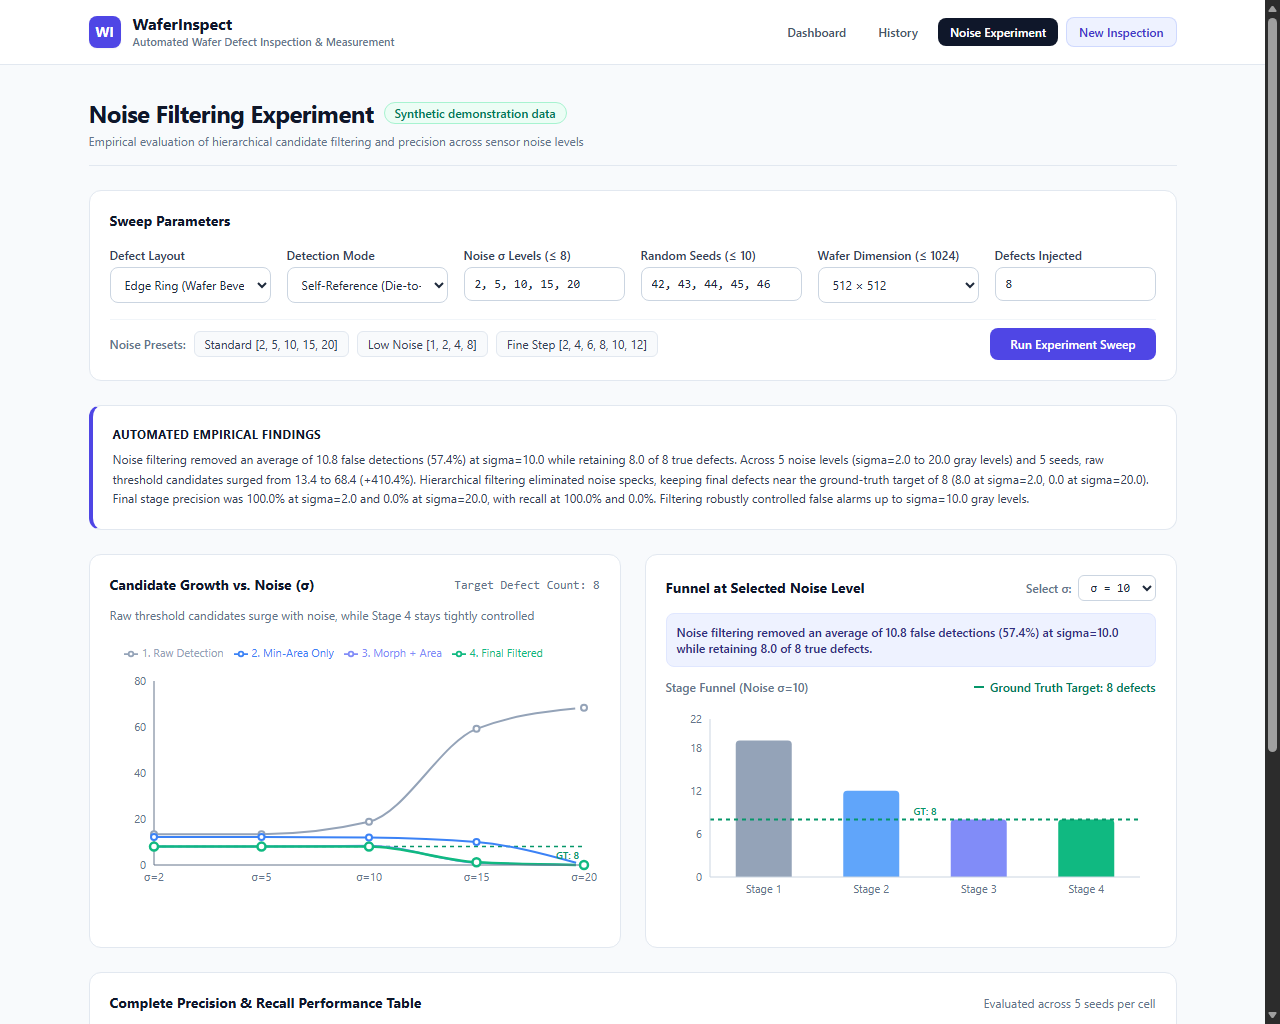 WI
WaferInspect
Automated Wafer Defect Inspection & Measurement
Dashboard
History
Noise Experiment
New Inspection
Noise Filtering Experiment
Synthetic demonstration data
Empirical evaluation of hierarchical candidate filtering and precision across sensor noise levels
Sweep Parameters
Defect Layout
Detection Mode
Noise σ Levels (≤ 8)
Random Seeds (≤ 10)
Wafer Dimension (≤ 1024)
Defects Injected
Edge Ring (Wafer Beve
Self-Reference (Die-to-
2, 5, 10, 15, 20
42, 43, 44, 45, 46
512 × 512
8
Noise Presets:
Standard [2, 5, 10, 15, 20]
Low Noise [1, 2, 4, 8]
Fine Step [2, 4, 6, 8, 10, 12]
Run Experiment Sweep
AUTOMATED EMPIRICAL FINDINGS
Noise filtering removed an average of 10.8 false detections (57.4%) at sigma=10.0 while retaining 8.0 of 8 true defects. Across 5 noise levels (sigma=2.0 to 20.0 gray levels) and 5 seeds, raw
threshold candidates surged from 13.4 to 68.4 (+410.4%). Hierarchical filtering eliminated noise specks, keeping final defects near the ground-truth target of 8 (8.0 at sigma=2.0, 0.0 at sigma=20.0).
Final stage precision was 100.0% at sigma=2.0 and 0.0% at sigma=20.0, with recall at 100.0% and 0.0%. Filtering robustly controlled false alarms up to sigma=10.0 gray levels.
Candidate Growth vs. Noise (σ)
Target Defect Count: 8
Raw threshold candidates surge with noise, while Stage 4 stays tightly controlled
1. Raw Detection
2. Min-Area Only
3. Morph + Area
4. Final Filtered
80
60
40
20
0
GT: 8
σ=2
σ=5
σ=10
σ=15
σ=20
Funnel at Selected Noise Level
Select σ:
σ = 10
Noise filtering removed an average of 10.8 false detections (57.4%) at sigma=10.0
while retaining 8.0 of 8 true defects.
Stage Funnel (Noise σ=10)
Ground Truth Target: 8 defects
22
18
12
6
0
GT: 8
Stage 1
Stage 2
Stage 3
Stage 4
Complete Precision & Recall Performance Table
Evaluated across 5 seeds per cell